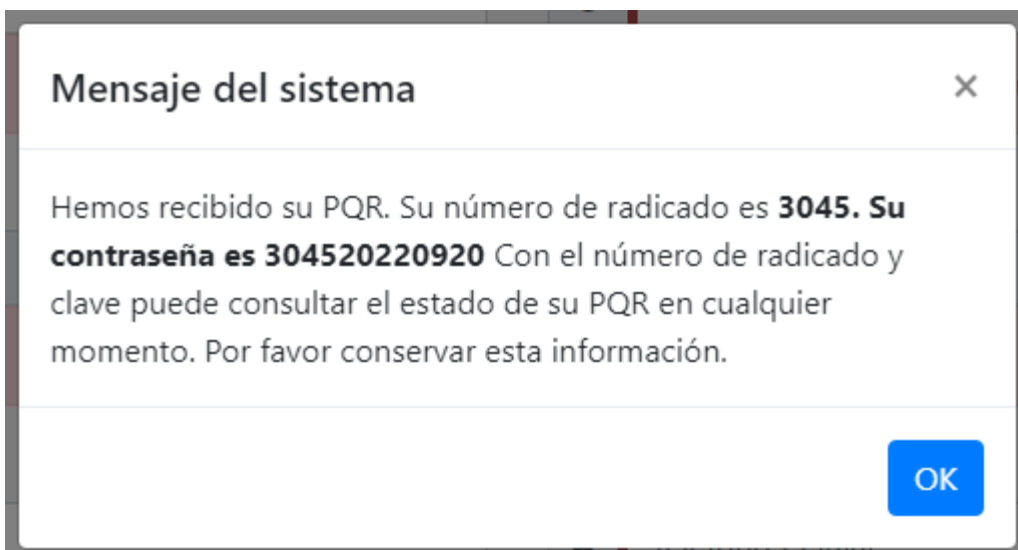 Mensaje del sistema
×
Hemos recibido su PQR. Su número de radicado es 3045. Su
contraseña es 304520220920 Con el número de radicado y
clave puede consultar el estado de su PQR en cualquier
momento. Por favor conservar esta información.
OK